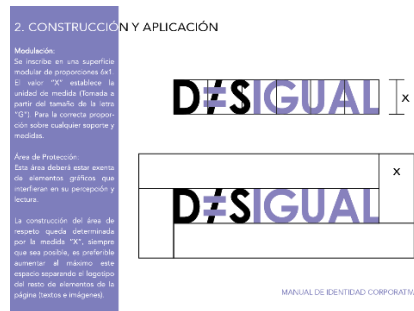 2. CONSTRUCCIÓN Y APLICACIÓN
Modulación:
Se inscribe en una superficie
modular de proporciones 6x1
El valor "X" establece la
unidad de medida (Tomada a
partir del tamaño de la letra
"G"). Para la correcta propor-
ción sobre cualquier soporte y
medidas.
Área de Protección:
Esta área deberá estar exenta
de elementos gráficos que
interfieran en su percepción y
lectura.
La construcción del área de
respeto queda determinada
por la medida "X", siempre
que sea posible, es preferible
aumentar al máximo este
espacio separando el logotipo
del resto de elementos de la
página (textos e imágenes).
DESIGUAL
X
X
DESIGUAL
MANUAL DE IDENTIDAD CORPORATIVA